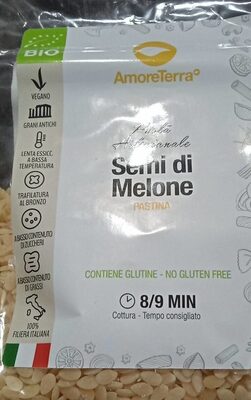 BIO
AmoreTerra
VEGANO
GRANI ANTICHI
LENTA ESSICC.
A BASSA
TEMPERATURA
TRAFILATURA
AL BRONZO
A BASSO CONTENUTO
DI ZUCCHERI
A BASSO CONTENUTO
DI GRASSI
100%
FILIERA ITALIANA
Pasta
Artigianale
Semi di
Melone
PASTINA
CONTIENE GLUTINE - NO GLUTEN FREE
8/9 MIN
Cottura - Tempo consigliato